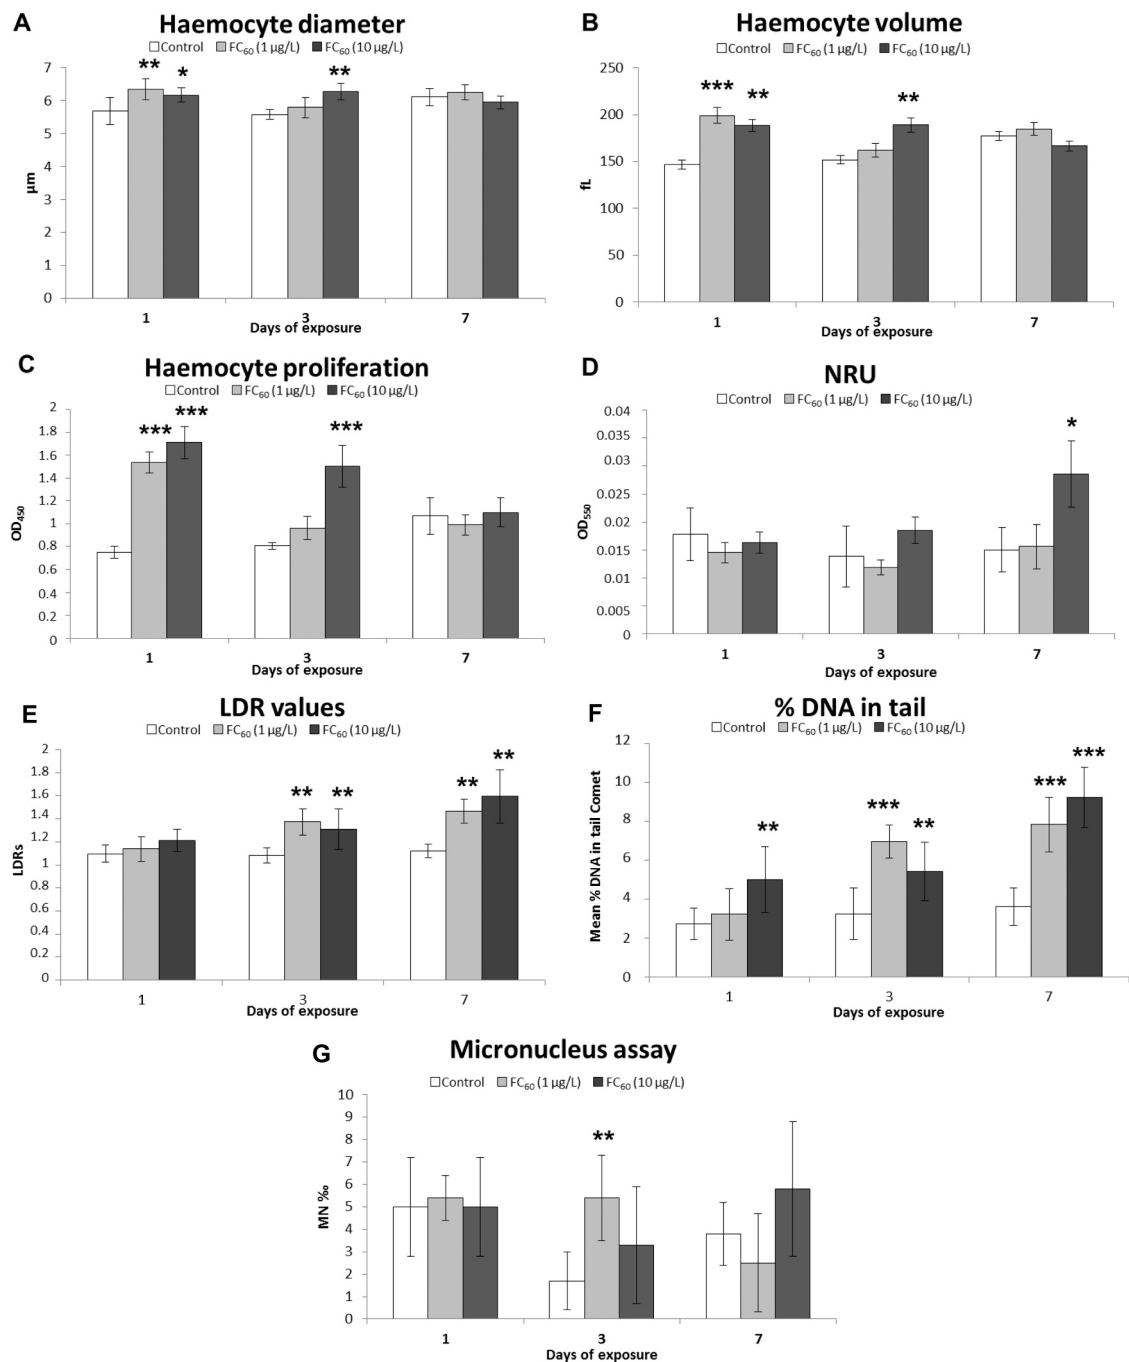 A
Haemocyte diameter
Control FC60 (1 µg/L) FC60 (10 µg/L)
7
6
5
4
3
2
1
0
µm
** * **
1 3 7
Days of exposure
B
Haemocyte volume
Control FC60 (1 µg/L) FC60 (10 µg/L)
250
200
150
100
50
0
fL
*** ** **
1 3 7
Days of exposure
C
Haemocyte proliferation
Control FC60 (1 µg/L) FC60 (10 µg/L)
2
1.8
1.6
1.4
1.2
1
0.8
0.6
0.4
0.2
0
OD450
*** *** ***
1 3 7
Days of exposure
D
NRU
Control FC60 (1 µg/L) FC60 (10 µg/L)
0.04
0.035
0.03
0.025
0.02
0.015
0.01
0.005
0
OD550
*
1 3 7
Days of exposure
E
LDR values
Control FC60 (1 µg/L) FC60 (10 µg/L)
2
1.8
1.6
1.4
1.2
1
0.8
0.6
0.4
0.2
0
LDRs
** ** ** **
1 3 7
Days of exposure
F
% DNA in tail
Control FC60 (1 µg/L) FC60 (10 µg/L)
12
10
8
6
4
2
0
Mean % DNA in tail Comet
** *** ** *** ***
1 3 7
Days of exposure
G
Micronucleus assay
Control FC60 (1 µg/L) FC60 (10 µg/L)
10
9
8
7
6
5
4
3
2
1
0
MN ‰
**
1 3 7
Days of exposure